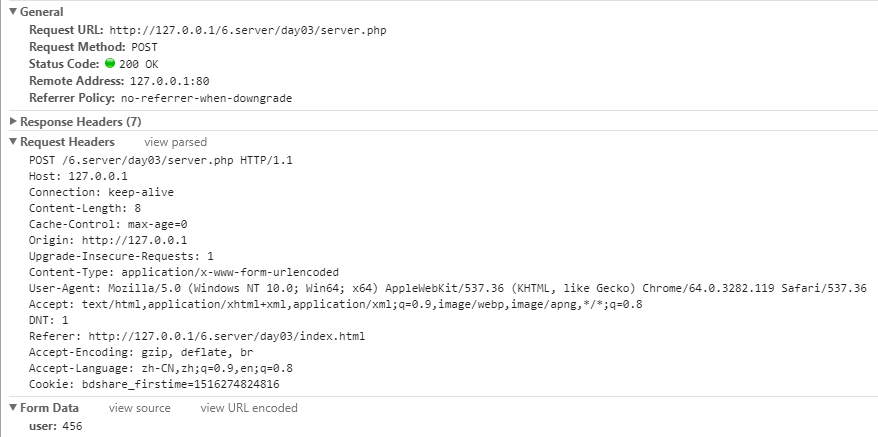 General
Request URL: http://127.0.0.1/6.server/day03/server.php
Request Method: POST
Status Code: 200 OK
Remote Address: 127.0.0.1:80
Referrer Policy: no-referrer-when-downgrade
Response Headers (7)
Request Headers view parsed
POST /6.server/day03/server.php HTTP/1.1
Host: 127.0.0.1
Connection: keep-alive
Content-Length: 8
Cache-Control: max-age=0
Origin: http://127.0.0.1
Upgrade-Insecure-Requests: 1
Content-Type: application/x-www-form-urlencoded
User-Agent: Mozilla/5.0 (Windows NT 10.0; Win64; x64) AppleWebKit/537.36 (KHTML, like Gecko) Chrome/64.0.3282.119 Safari/537.36
Accept: text/html,application/xhtml+xml,application/xml;q=0.9,image/webp,image/apng,*/*;q=0.8
DNT: 1
Referer: http://127.0.0.1/6.server/day03/index.html
Accept-Encoding: gzip, deflate, br
Accept-Language: zh-CN,zh;q=0.9,en;q=0.8
Cookie: bdshare_firstime=1516274824816
Form Data view source view URL encoded
user: 456